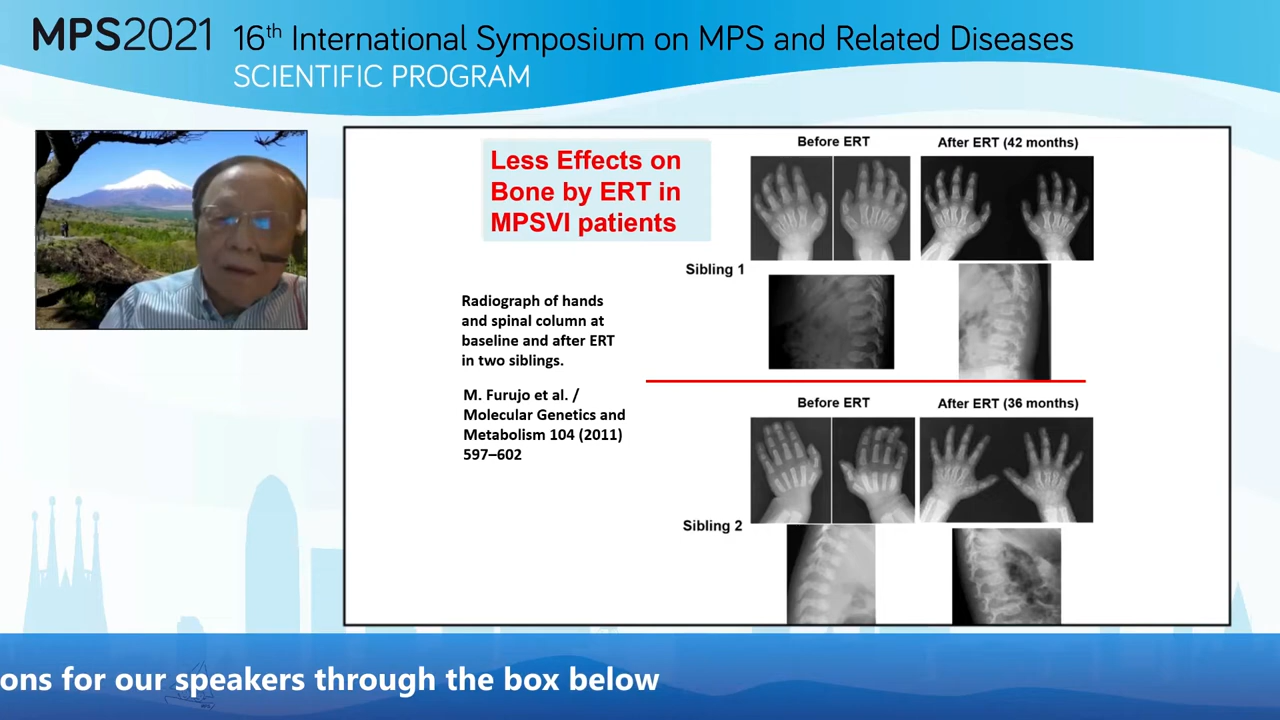 MPS2021 16th International Symposium on MPS and Related Diseases
SCIENTIFIC PROGRAM
Less Effects on
Bone by ERT in
MPSVI patients
Radiograph of hands
and spinal column at
baseline and after ERT
in two siblings.
M. Furujo et al. /
Molecular Genetics and
Metabolism 104 (2011)
597–602
Before ERT
After ERT (42 months)
Sibling 1
Before ERT
After ERT (36 months)
Sibling 2
ons for our speakers through the box below